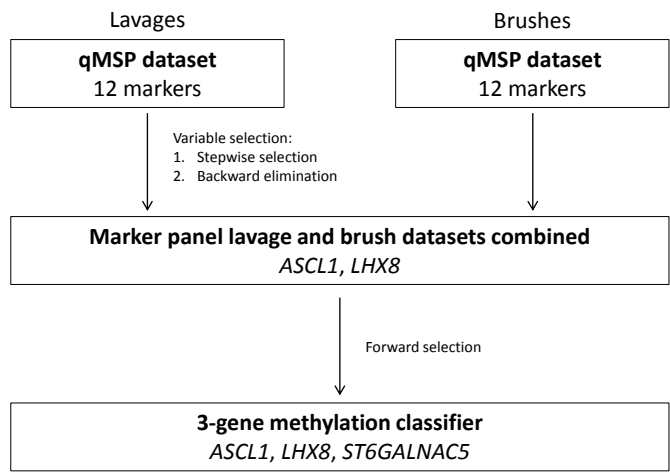 Lavages
Brushes
qMSP dataset
12 markers
qMSP dataset
12 markers
Variable selection:
1. Stepwise selection
2. Backward elimination
Marker panel lavage and brush datasets combined
ASCL1, LHX8
Forward selection
3-gene methylation classifier
ASCL1, LHX8, ST6GALNAC5